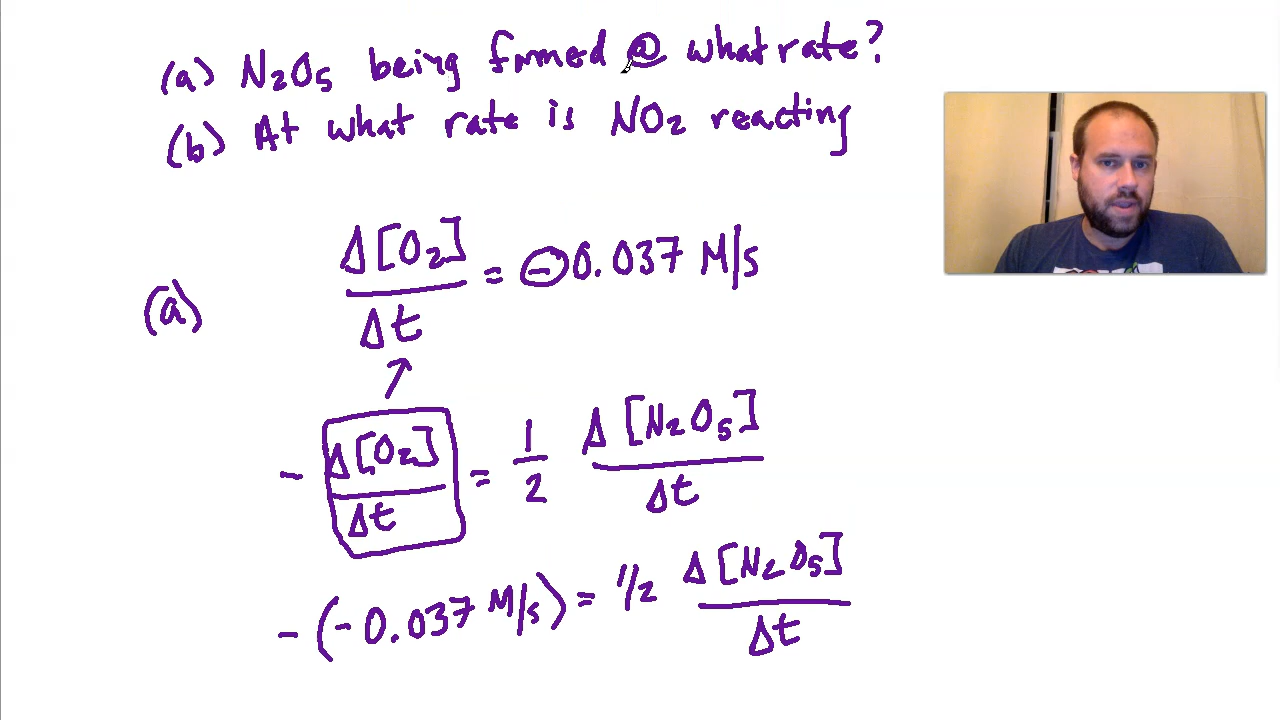 (a) N₂O₅ being formed @ what rate?
(b) At what rate is NO₂ reacting
(a) Δ[O₂]/Δt = -0.037 M/s
- Δ[O₂]/Δt = 1/2 Δ[N₂O₅]/Δt
- (-0.037 M/s) = 1/2 Δ[N₂O₅]/Δt